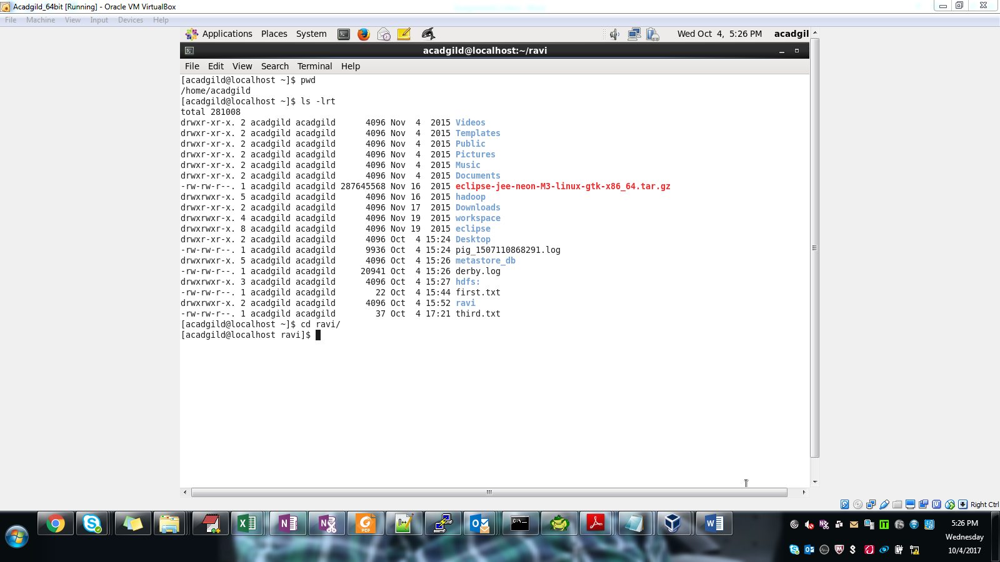 Acadgild_64bit [Running] - Oracle VM VirtualBox
File Machine View Input Devices Help
Applications Places System Wed Oct 4, 5:26 PM acadgil
acadgild@localhost:~/ravi
File Edit View Search Terminal Help
[acadgild@localhost ~]$ pwd
/home/acadgild
[acadgild@localhost ~]$ ls -lrt
total 281008
drwxr-xr-x. 2 acadgild acadgild 4096 Nov 4 2015 Videos
drwxr-xr-x. 2 acadgild acadgild 4096 Nov 4 2015 Templates
drwxr-xr-x. 2 acadgild acadgild 4096 Nov 4 2015 Public
drwxr-xr-x. 2 acadgild acadgild 4096 Nov 4 2015 Pictures
drwxr-xr-x. 2 acadgild acadgild 4096 Nov 4 2015 Music
drwxr-xr-x. 2 acadgild acadgild 4096 Nov 4 2015 Documents
-rw-rw-r--. 1 acadgild acadgild 287645568 Nov 16 2015 eclipse-jee-neon-M3-linux-gtk-x86_64.tar.gz
drwxrwxr-x. 5 acadgild acadgild 4096 Nov 16 2015 hadoop
drwxr-xr-x. 2 acadgild acadgild 4096 Nov 17 2015 Downloads
drwxrwxr-x. 4 acadgild acadgild 4096 Nov 19 2015 workspace
drwxrwxr-x. 8 acadgild acadgild 4096 Nov 19 2015 eclipse
drwxr-xr-x. 2 acadgild acadgild 4096 Oct 4 15:24 Desktop
-rw-rw-r--. 1 acadgild acadgild 9936 Oct 4 15:24 pig_1507110868291.log
drwxrwxr-x. 5 acadgild acadgild 4096 Oct 4 15:26 metastore_db
-rw-rw-r--. 1 acadgild acadgild 20941 Oct 4 15:26 derby.log
drwxrwxr-x. 3 acadgild acadgild 4096 Oct 4 15:27 hdfs:
-rw-rw-r--. 1 acadgild acadgild 22 Oct 4 15:44 first.txt
drwxrwxr-x. 2 acadgild acadgild 4096 Oct 4 15:52 ravi
-rw-rw-r--. 1 acadgild acadgild 37 Oct 4 17:21 third.txt
[acadgild@localhost ~]$ cd ravi/
[acadgild@localhost ravi]$
Right Ctrl
5:26 PM
Wednesday
10/4/2017